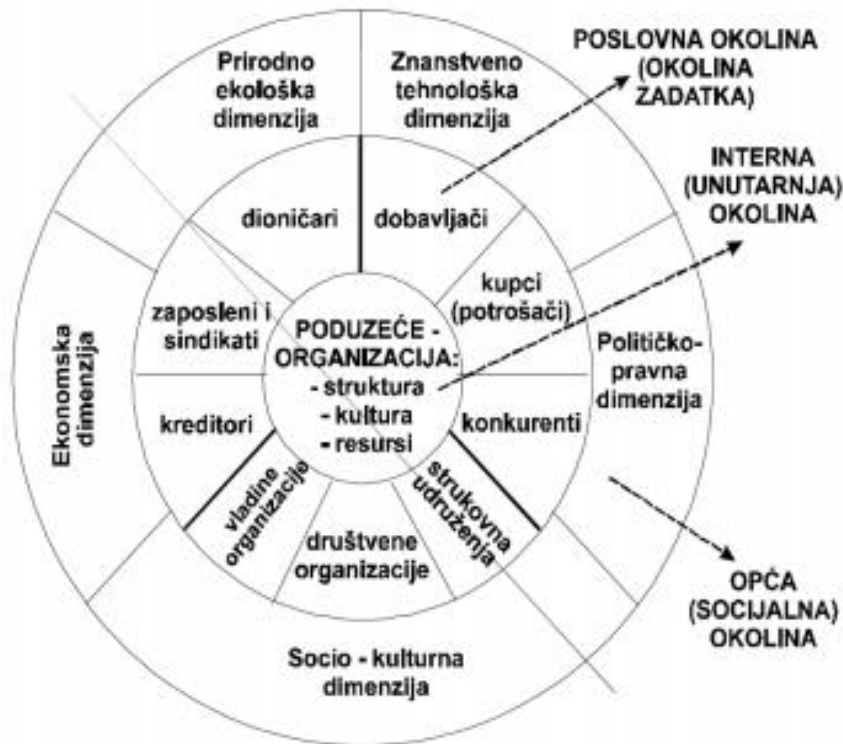 Prirodno
ekološka
dimenzija
Znanstveno
tehnološka
dimenzija
POSLOVNA OKOLINA
(OKOLINA
ZADATKA)
INTERNA
(UNUTARNJA)
OKOLINA
dioničari
dobavljači
kupci
(potrošači)
zaposleni i
sindikati
PODUZEĆE -
ORGANIZACIJA:
- struktura
- kultura
- resursi
Ekonomska
dimenzija
Političko-
pravna
dimenzija
kreditori
konkurenti
vladine
organizacije
društvene
organizacije
strukovna
udruženja
OPĆA
(SOCIJALNA)
OKOLINA
Socio - kulturna
dimenzija